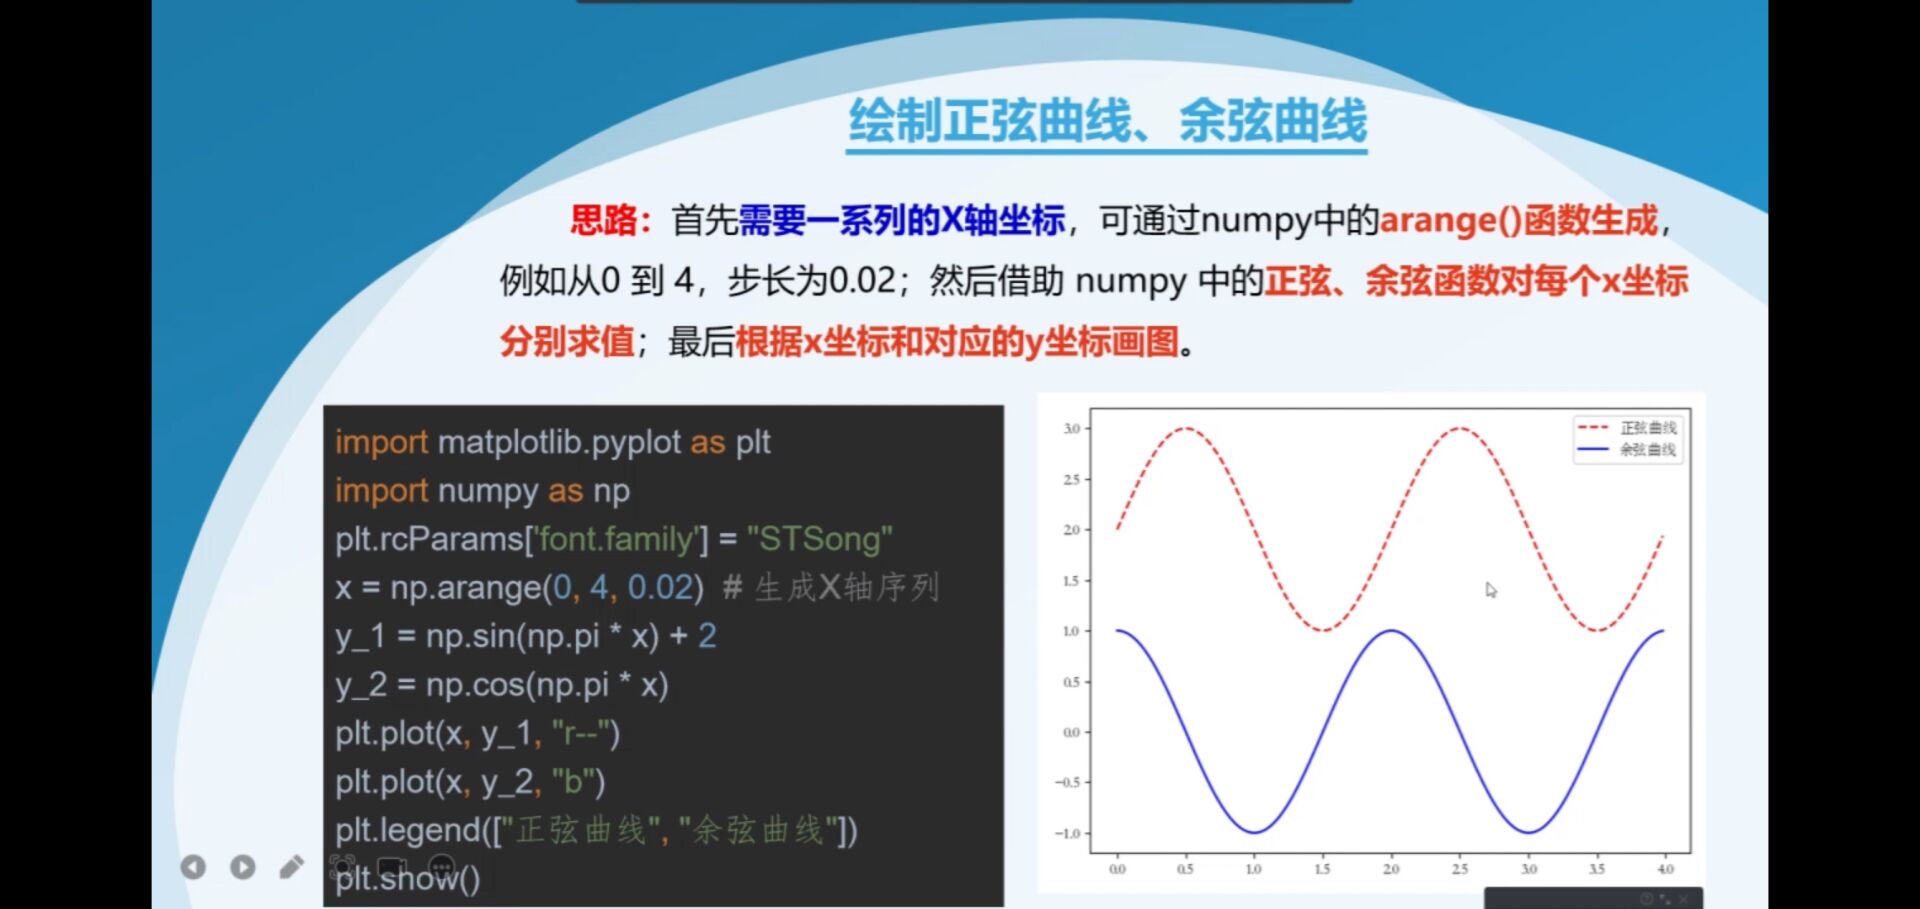 绘制正弦曲线、余弦曲线
思路：首先需要一系列的X轴坐标，可通过numpy中的arange()函数生成，
例如从0 到 4，步长为0.02；然后借助 numpy 中的正弦、余弦函数对每个x坐标
分别求值；最后根据x坐标和对应的y坐标画图。
import matplotlib.pyplot as plt
import numpy as np
plt.rcParams['font.family'] = "STSong"
x = np.arange(0, 4, 0.02)  # 生成X轴序列
y_1 = np.sin(np.pi * x) + 2
y_2 = np.cos(np.pi * x)
plt.plot(x, y_1, "r--")
plt.plot(x, y_2, "b")
plt.legend(["正弦曲线", "余弦曲线"])
plt.show()
正弦曲线
余弦曲线
3.0
2.5
2.0
1.5
1.0
0.5
0.0
−0.5
−1.0
0.0 0.5 1.0 1.5 2.0 2.5 3.0 3.5 4.0